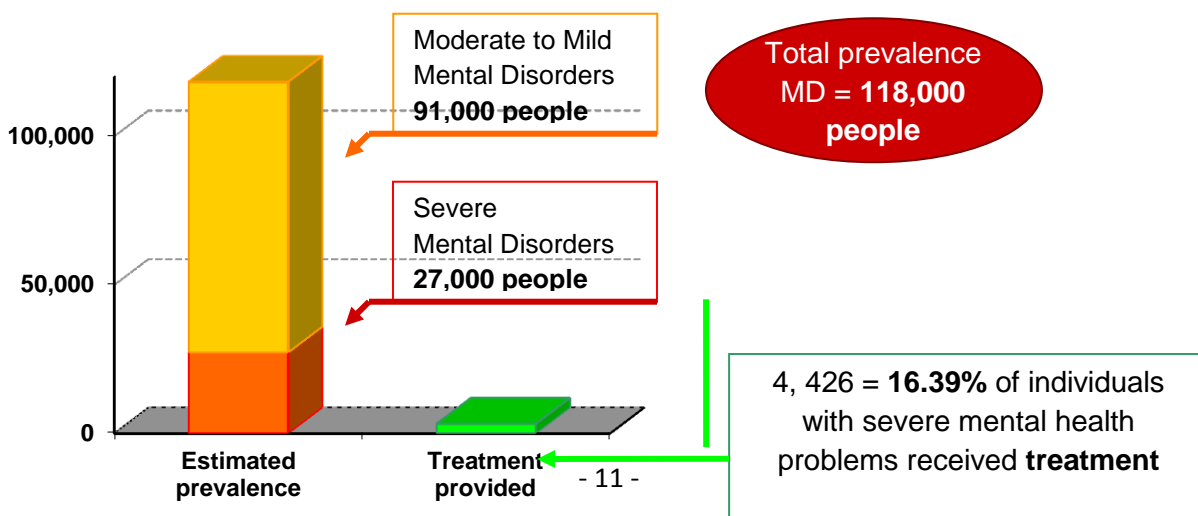 Moderate to Mild
Mental Disorders
91,000 people
Total prevalence
MD = 118,000
people
100,000
Severe
Mental Disorders
27,000 people
50,000
4, 426 = 16.39% of individuals
with severe mental health
problems received treatment
0
Estimated
prevalence
Treatment
provided
- 11 -